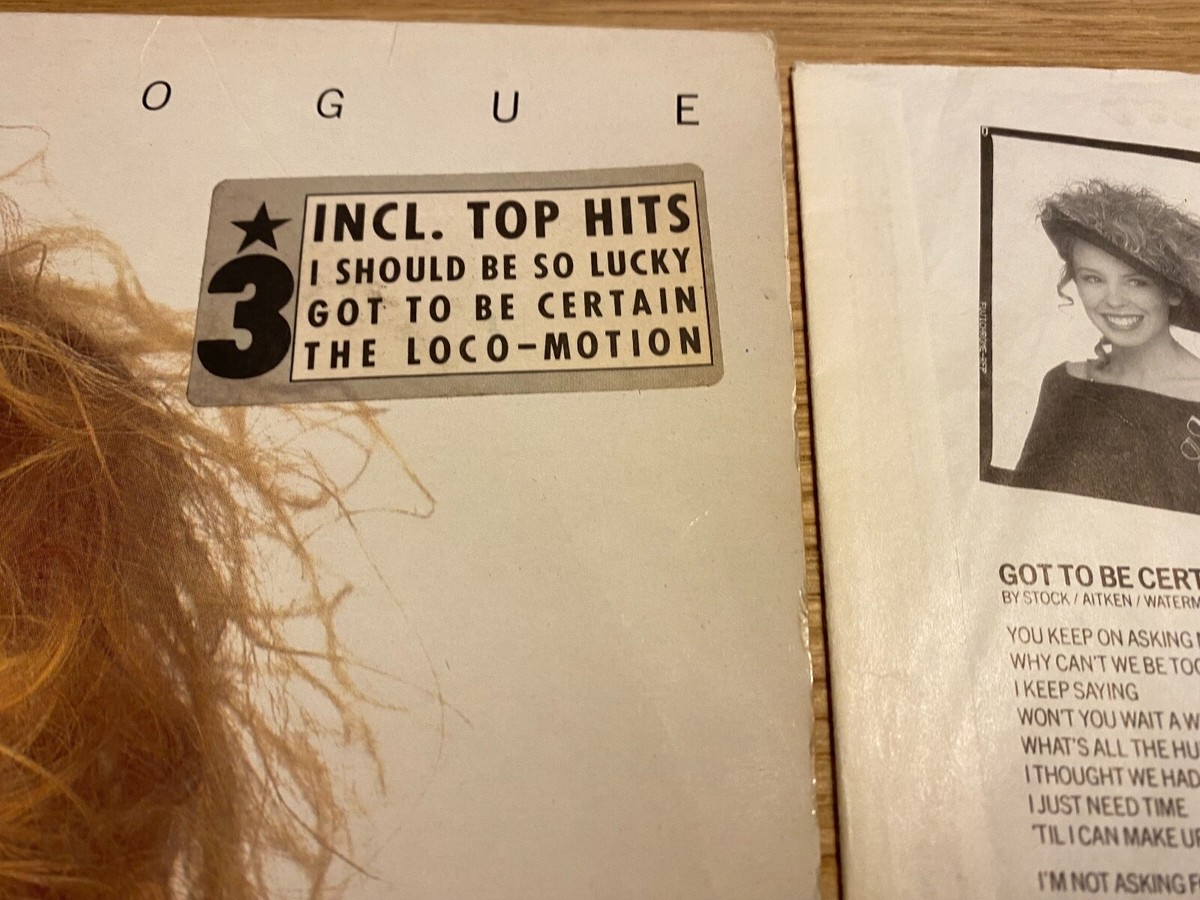 O G U E
★ INCL. TOP HITS
3 I SHOULD BE SO LUCKY
GOT TO BE CERTAIN
THE LOCO-MOTION
GOT TO BE CERT
BY STOCK / AITKEN / WATERM
YOU KEEP ON ASKING
WHY CAN'T WE BE TOG
I KEEP SAYING
WON'T YOU WAIT A W
WHAT'S ALL THE HU
I THOUGHT WE HAD
I JUST NEED TIME
'TIL I CAN MAKE UP
I'M NOT ASKING F